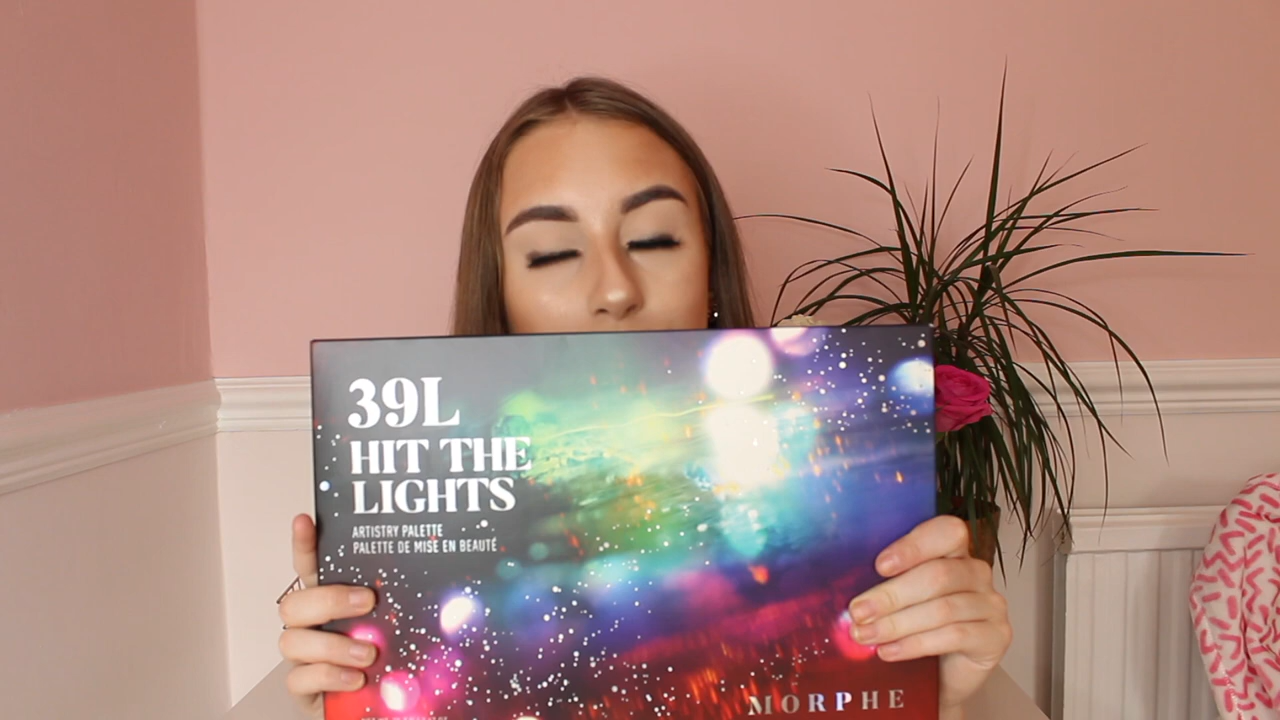 39L
HIT THE
LIGHTS
ARTISTRY PALETTE
PALETTE DE MISE EN BEAUTÉ
MORPHE